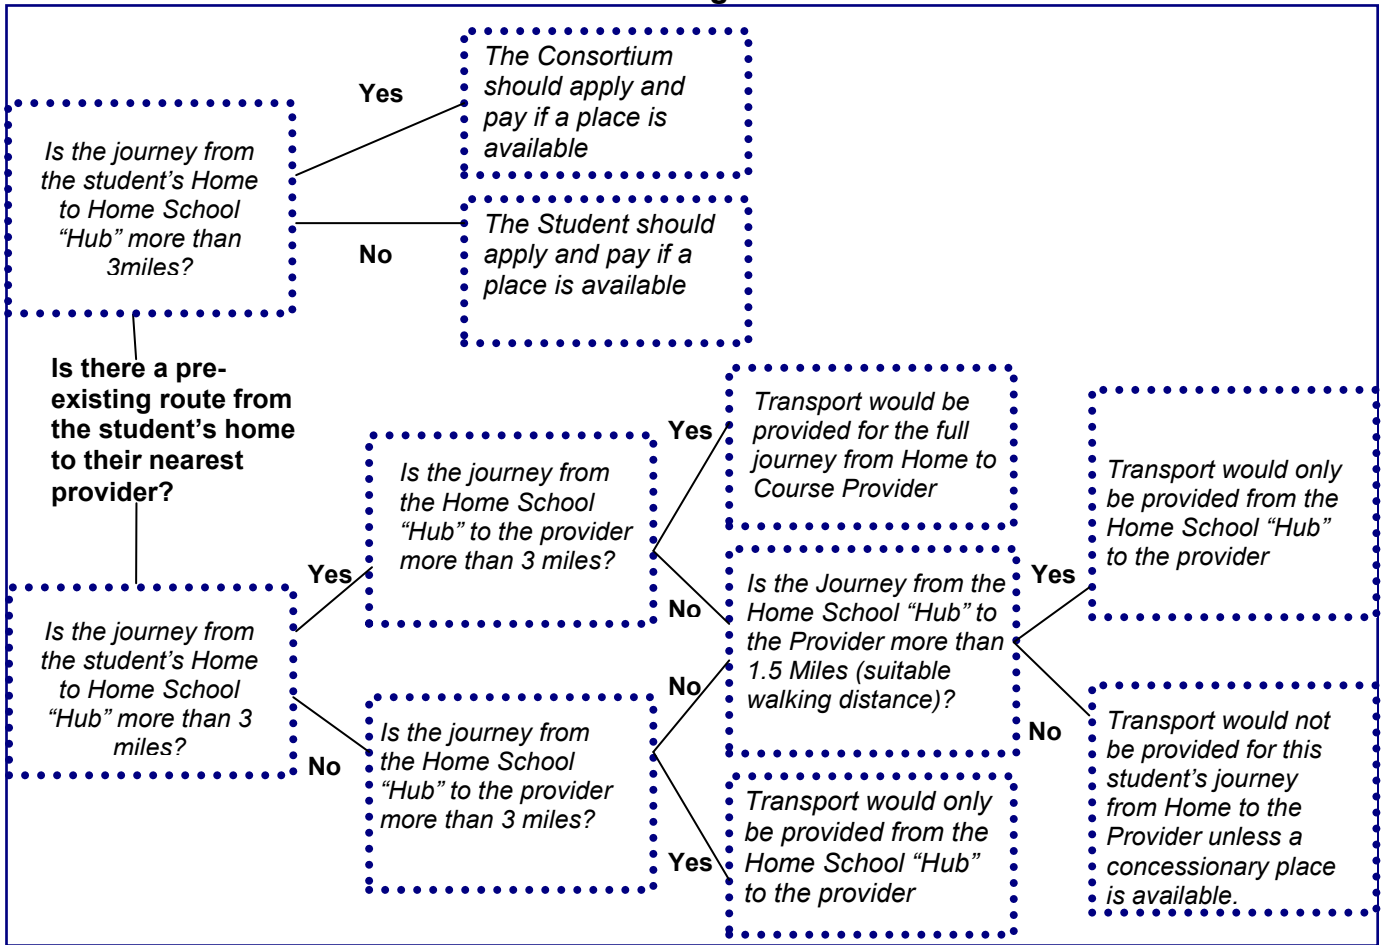 Yes
The Consortium
should apply and
pay if a place is
available
Is the journey from
the student's Home
to Home School
“Hub” more than
3miles?
No
The Student should
apply and pay if a
place is available
Is there a pre-
existing route from
the student's home
to their nearest
provider?
Is the journey from
the student's Home
to Home School
“Hub” more than 3
miles?
Yes
Is the journey from
the Home School
“Hub” to the provider
more than 3 miles?
No
Is the journey from
the Home School
“Hub” to the provider
more than 3 miles?
Yes
Transport would be
provided for the full
journey from Home to
Course Provider
No
Is the Journey from the
Home School “Hub” to
the Provider more than
1.5 Miles (suitable
walking distance)?
No
Yes
Transport would only
be provided from the
Home School “Hub”
to the provider
Yes
Transport would only
be provided from the
Home School “Hub”
to the provider
No
Transport would not
be provided for this
student's journey
from Home to the
Provider unless a
concessionary place
is available.